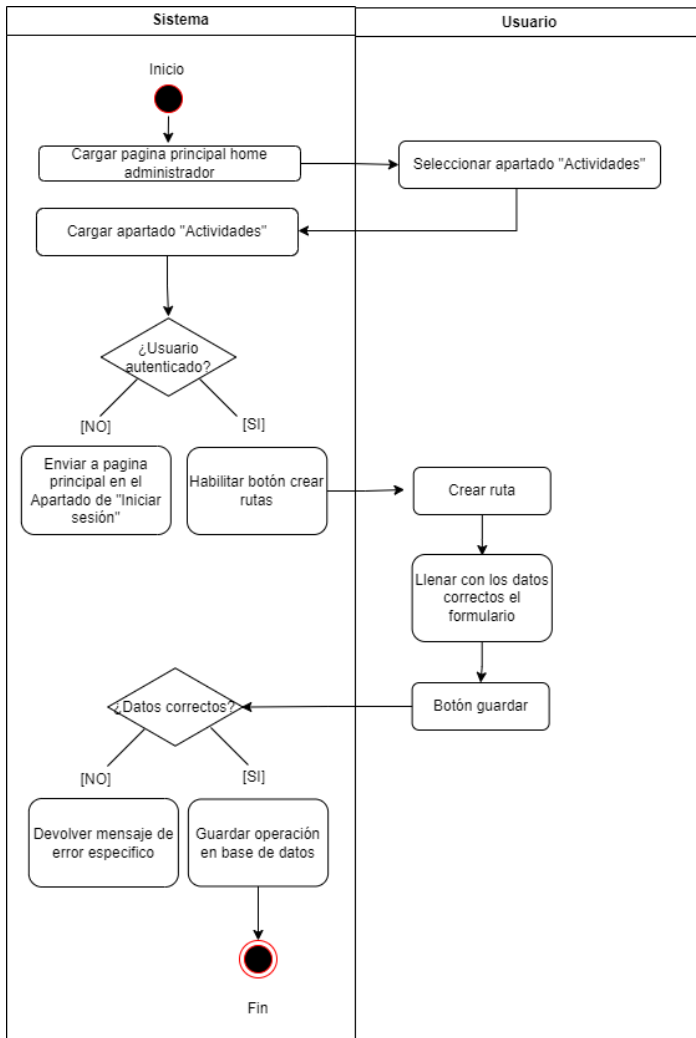 Sistema
Usuario
Inicio
Cargar pagina principal home
administrador
Seleccionar apartado "Actividades"
Cargar apartado "Actividades"
¿Usuario
autenticado?
[NO]
[SI]
Enviar a pagina
principal en el
Apartado de "Iniciar
sesión"
Habilitar botón crear
rutas
Crear ruta
Llenar con los datos
correctos el
formulario
Botón guardar
¿Datos correctos?
[NO]
[SI]
Devolver mensaje de
error especifico
Guardar operación
en base de datos
Fin